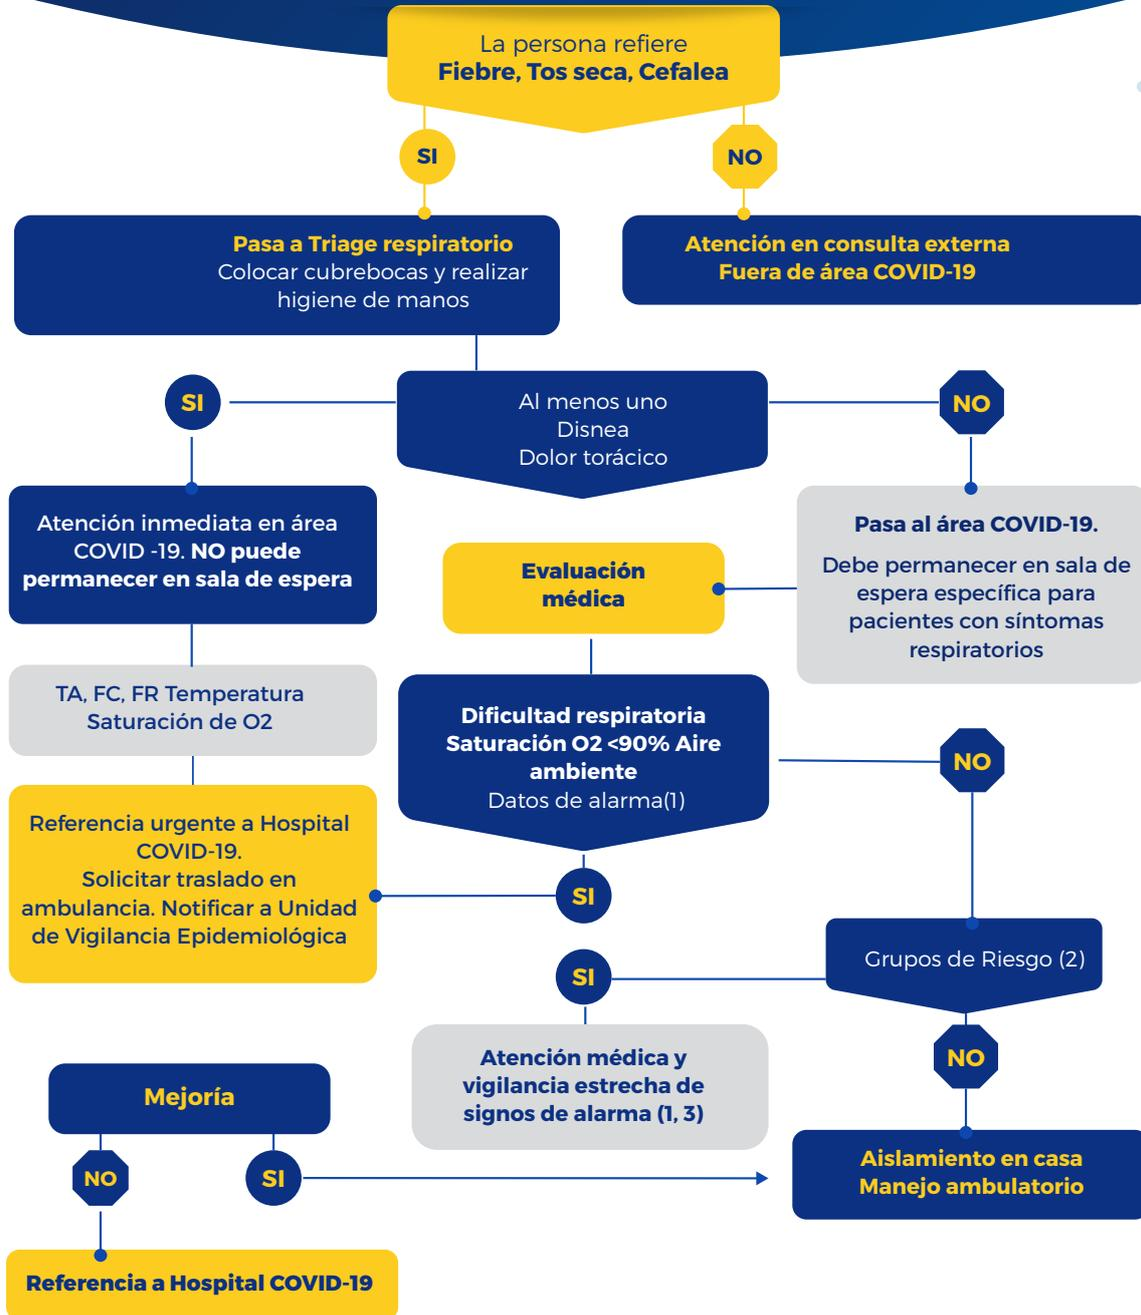 La persona refiere
Fiebre, Tos seca, Cefalea
SI
NO
Pasa a Triage respiratorio
Colocar cubrebocas y realizar
higiene de manos
Atención en consulta externa
Fuera de área COVID-19
SI
Al menos uno
Disnea
Dolor torácico
NO
Atención inmediata en área
COVID -19. NO puede
permanecer en sala de espera
Pasa al área COVID-19.
Debe permanecer en sala de
espera específica para
pacientes con síntomas
respiratorios
Evaluación
médica
TA, FC, FR Temperatura
Saturación de O2
Dificultad respiratoria
Saturación O2 <90% Aire
ambiente
Datos de alarma(1)
NO
Referencia urgente a Hospital
COVID-19.
Solicitar traslado en
ambulancia. Notificar a Unidad
de Vigilancia Epidemiológica
SI
Grupos de Riesgo (2)
SI
NO
Atención médica y
vigilancia estrecha de
signos de alarma (1, 3)
Mejoría
NO
SI
Aislamiento en casa
Manejo ambulatorio
Referencia a Hospital COVID-19